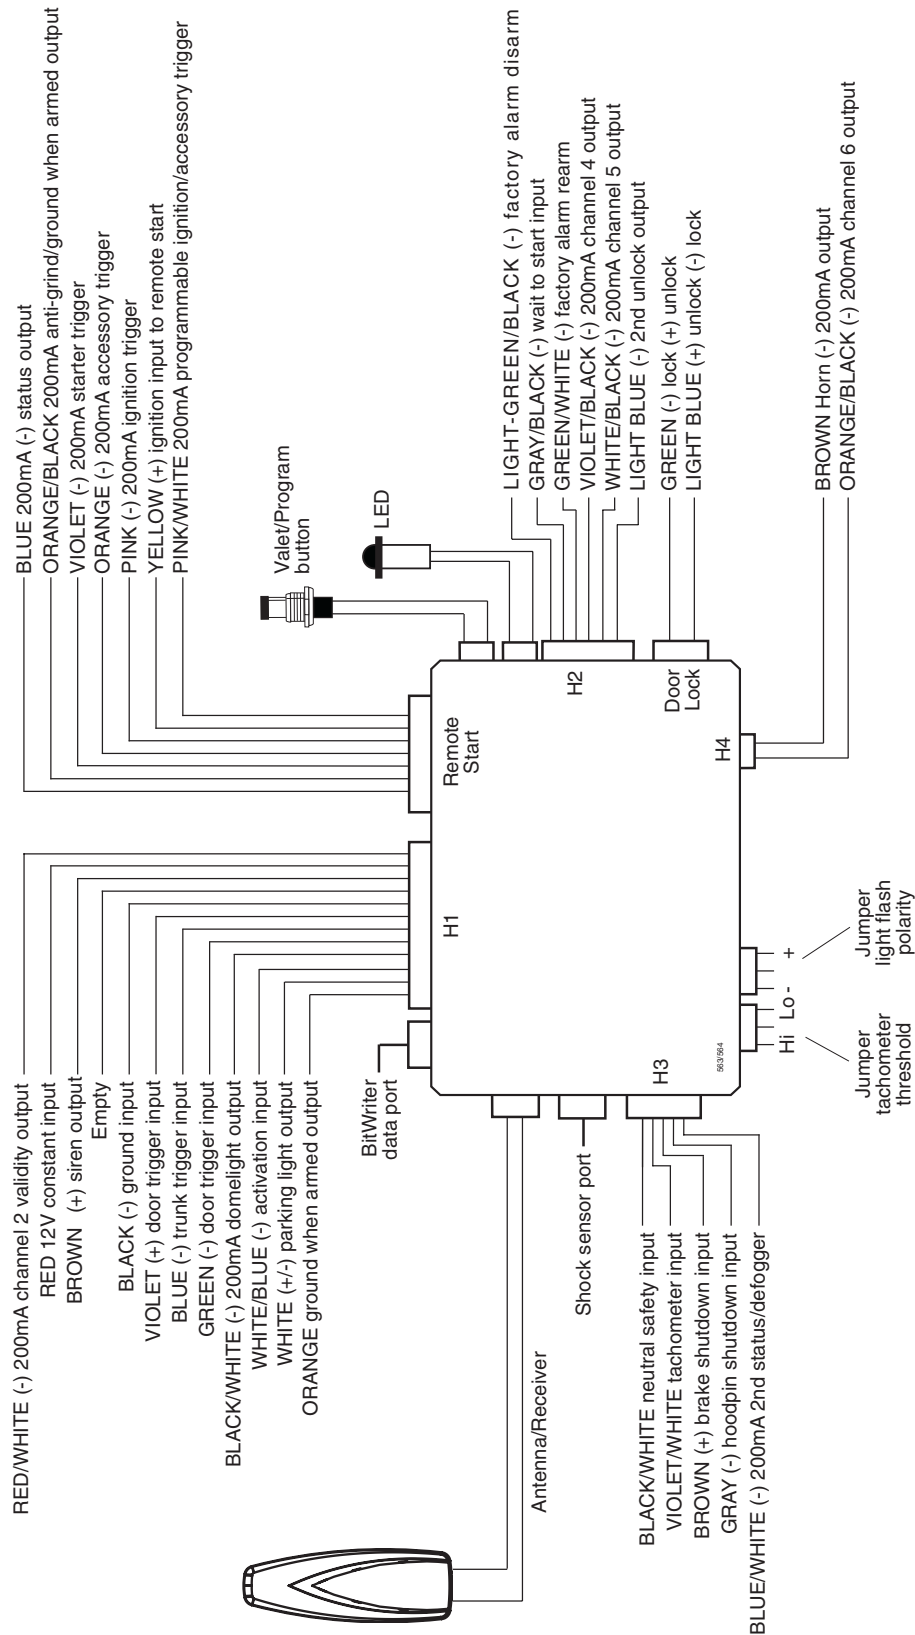 RED/WHITE (-) 200mA channel 2 validity output
RED 12V constant input
BROWN (+) siren output
Empty
BLACK (-) ground input
VIOLET (+) door trigger input
BLUE (-) trunk trigger input
GREEN (-) door trigger input
BLACK/WHITE (-) 200mA domelight output
WHITE/BLUE (-) activation input
WHITE (+/-) parking light output
ORANGE ground when armed output
H1
BLUE 200mA (-) status output
ORANGE/BLACK 200mA anti-grind/ground when armed output
VIOLET (-) 200mA starter trigger
ORANGE (-) 200mA accessory trigger
PINK (-) 200mA ignition trigger
YELLOW (+) ignition input to remote start
PINK/WHITE 200mA programmable ignition/accessory trigger
Remote
Start
Valet/Program
button
LED
BitWriter
data port
Antenna/Receiver
Shock sensor port
H2
LIGHT-GREEN/BLACK (-) factory alarm disarm
GRAY/BLACK (-) wait to start input
GREEN/WHITE (-) factory alarm rearm
VIOLET/BLACK (-) 200mA channel 4 output
WHITE/BLACK (-) 200mA channel 5 output
LIGHT BLUE (-) 2nd unlock output
Door
Lock
GREEN (-) lock (+) unlock
LIGHT BLUE (+) unlock (-) lock
H3
BLACK/WHITE neutral safety input
VIOLET/WHITE tachometer input
BROWN (+) brake shutdown input
GRAY (-) hoodpin shutdown input
BLUE/WHITE (-) 200mA 2nd status/defogger
563/564
H4
BROWN Horn (-) 200mA output
ORANGE/BLACK (-) 200mA channel 6 output
Hi Lo - +
Jumper
tachometer
threshold
Jumper
light flash
polarity